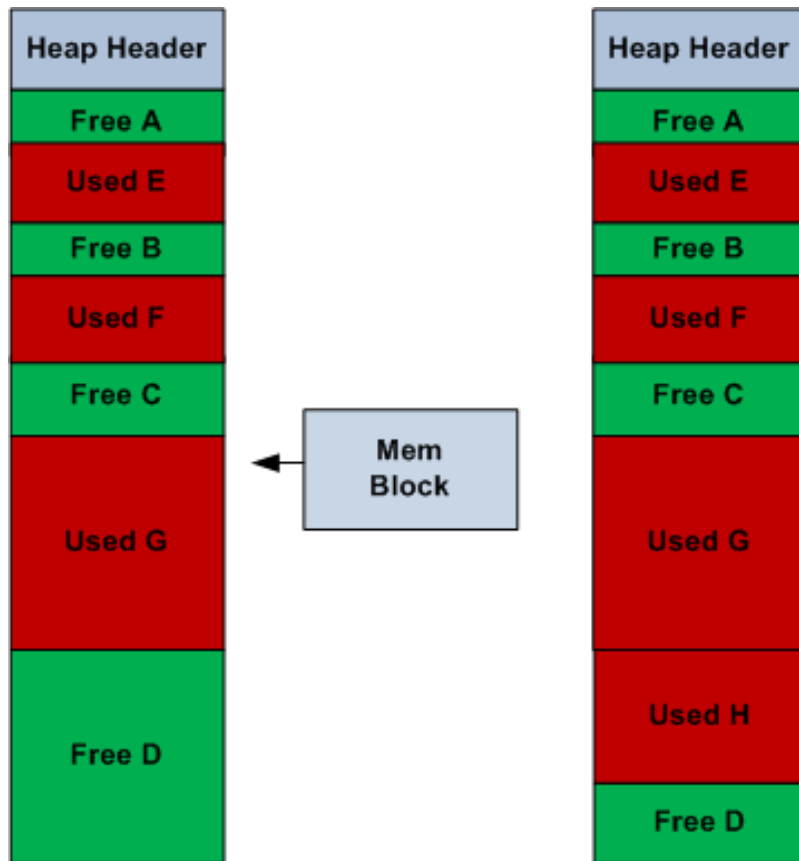 Heap Header
Free A
Used E
Free B
Used F
Free C
Used G
Free D
Mem
Block
Heap Header
Free A
Used E
Free B
Used F
Free C
Used G
Used H
Free D